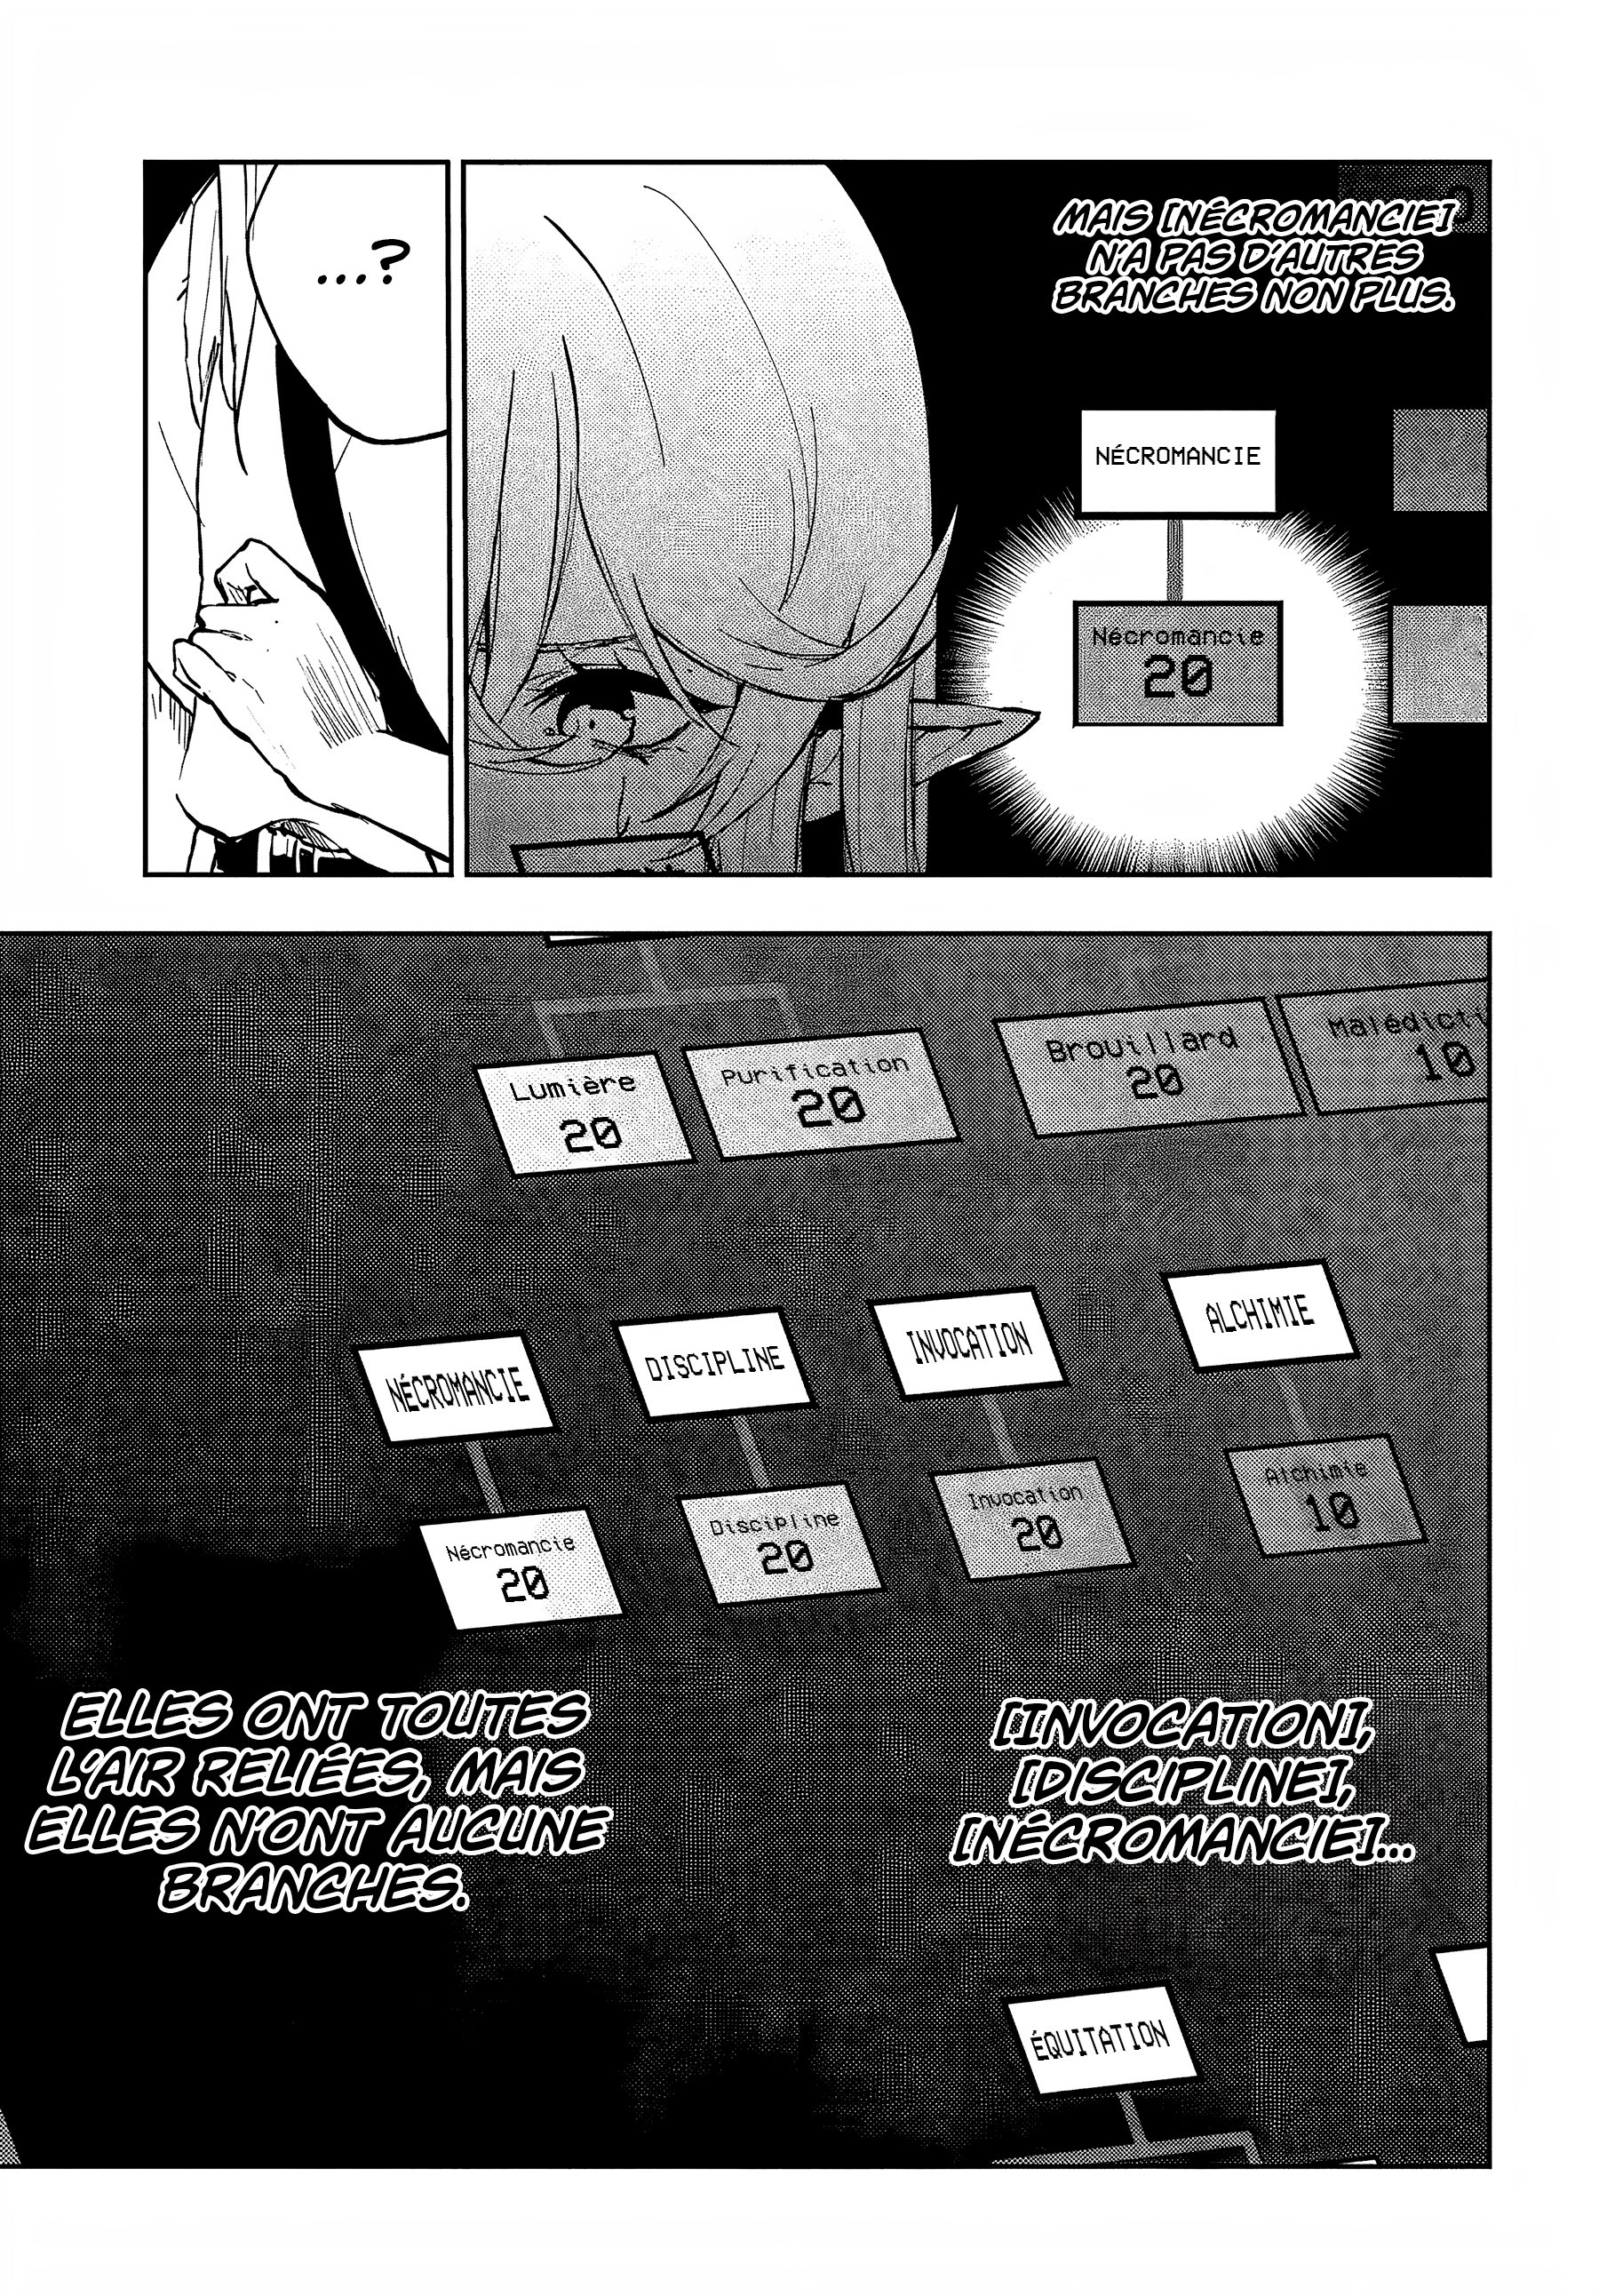 MAIS [NÉCROMANCIE]
N'A PAS D'AUTRES
BRANCHES NON PLUS.
NÉCROMANCIE
Nécromancie
20
...?
Lumière
20
Purification
20
Brouillard
20
Malédicti
10
NÉCROMANCIE
DISCIPLINE
INVOCATION
ALCHIMIE
Nécromancie
20
Discipline
20
Invocation
20
Alchimie
10
[INVOCATION],
[DISCIPLINE],
[NÉCROMANCIE]...
ELLES ONT TOUTES
L'AIR RELIÉES, MAIS
ELLES N'ONT AUCUNE
BRANCHES.
ÉQUITATION